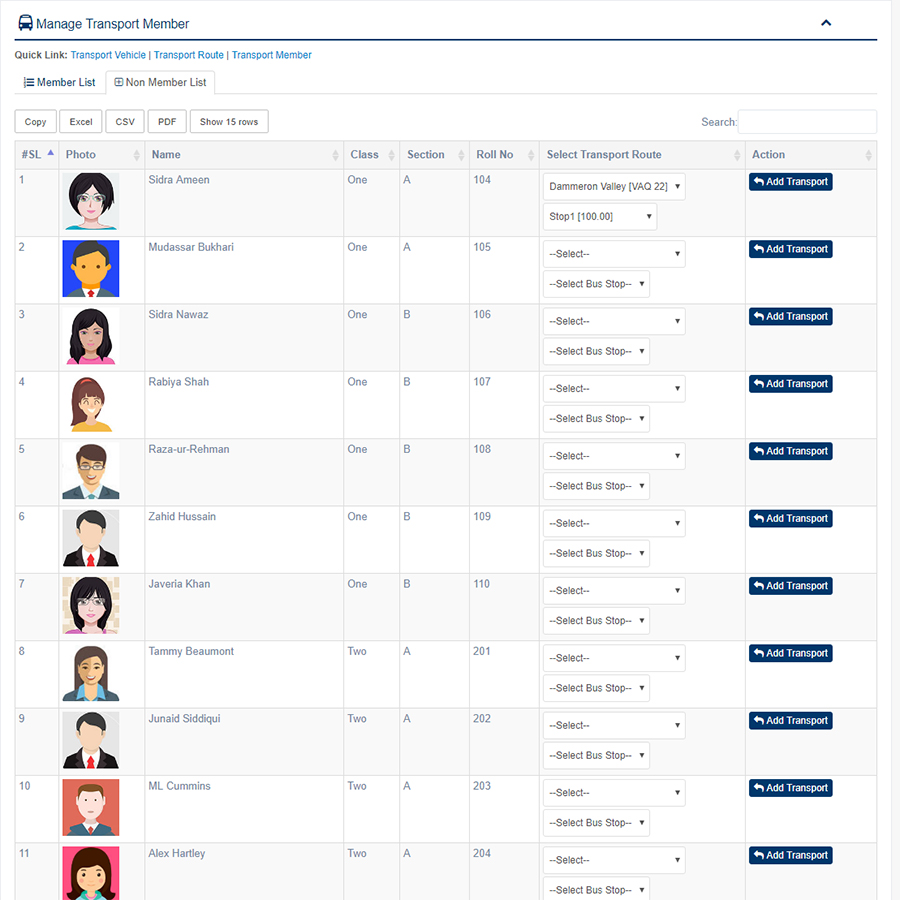 Manage Transport Member
Quick Link: Transport Vehicle | Transport Route | Transport Member
Member List Non Member List
Copy Excel CSV PDF Show 15 rows Search:
#SL Photo Name Class Section Roll No Select Transport Route Action
1 Sidra Ameen One A 104 Dammeron Valley [VAQ 22] Add Transport
Stop1 [100.00]
2 Mudassar Bukhari One A 105 --Select-- Add Transport
--Select Bus Stop--
3 Sidra Nawaz One B 106 --Select-- Add Transport
--Select Bus Stop--
4 Rabiya Shah One B 107 --Select-- Add Transport
--Select Bus Stop--
5 Raza-ur-Rehman One B 108 --Select-- Add Transport
--Select Bus Stop--
6 Zahid Hussain One B 109 --Select-- Add Transport
--Select Bus Stop--
7 Javeria Khan One B 110 --Select-- Add Transport
--Select Bus Stop--
8 Tammy Beaumont Two A 201 --Select-- Add Transport
--Select Bus Stop--
9 Junaid Siddiqui Two A 202 --Select-- Add Transport
--Select Bus Stop--
10 ML Cummins Two A 203 --Select-- Add Transport
--Select Bus Stop--
11 Alex Hartley Two A 204 --Select-- Add Transport
--Select Bus Stop--